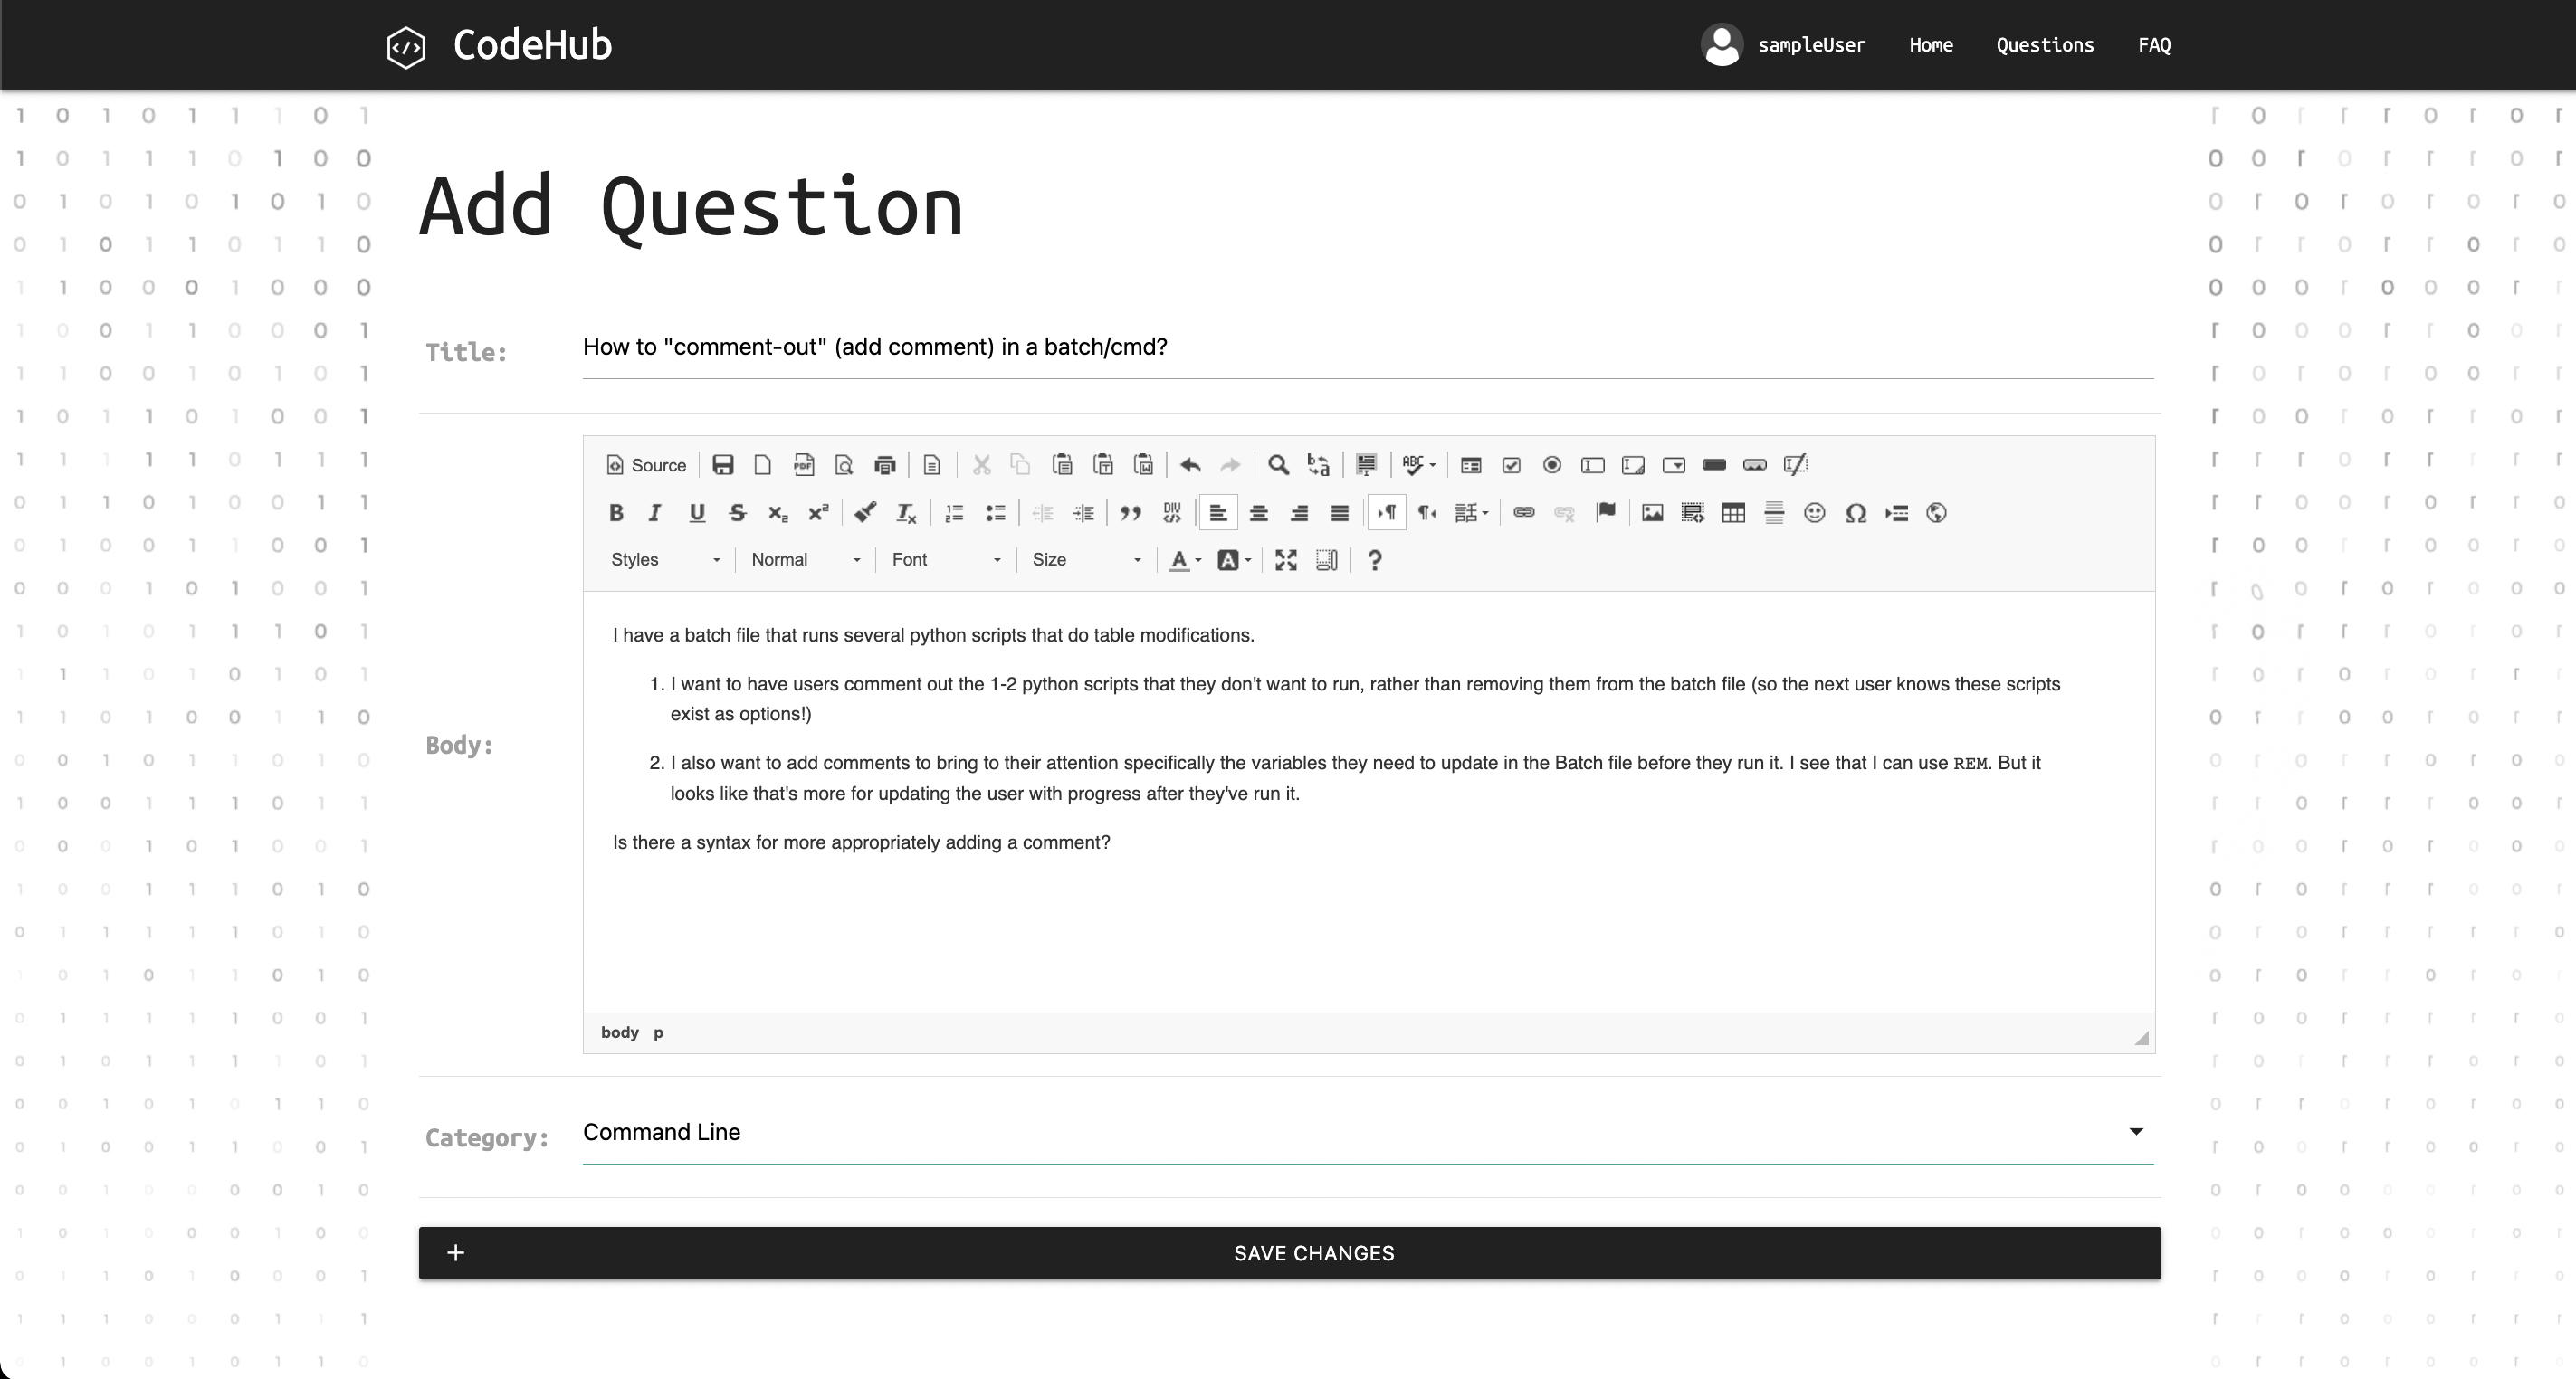 CodeHub
sampleUser Home Questions FAQ
Add Question
Title: How to "comment-out" (add comment) in a batch/cmd?
Source
Styles Normal Font Size
Body:
I have a batch file that runs several python scripts that do table modifications.
1. I want to have users comment out the 1-2 python scripts that they don't want to run, rather than removing them from the batch file (so the next user knows these scripts
exist as options!)
2. I also want to add comments to bring to their attention specifically the variables they need to update in the Batch file before they run it. I see that I can use REM. But it
looks like that's more for updating the user with progress after they've run it.
Is there a syntax for more appropriately adding a comment?
body p
Category: Command Line
+ SAVE CHANGES